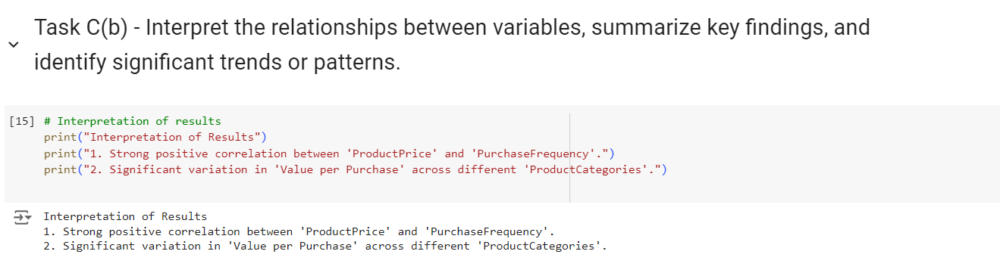 Task C(b) - Interpret the relationships between variables, summarize key findings, and
identify significant trends or patterns.
[15] # Interpretation of results
print("Interpretation of Results")
print("1. Strong positive correlation between 'ProductPrice' and 'PurchaseFrequency'.")
print("2. Significant variation in 'Value per Purchase' across different 'ProductCategories'.")
Interpretation of Results
1. Strong positive correlation between 'ProductPrice' and 'PurchaseFrequency'.
2. Significant variation in 'Value per Purchase' across different 'ProductCategories'.